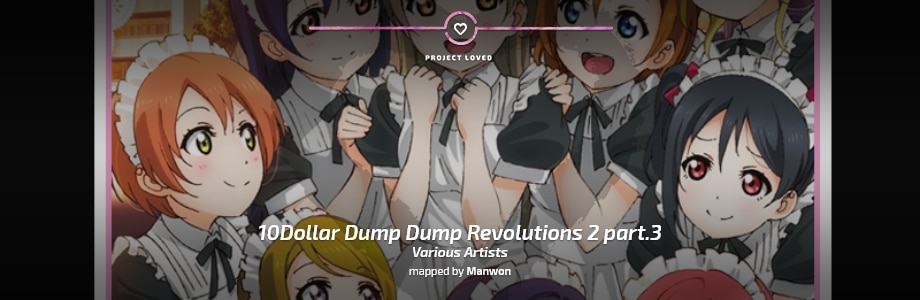 PROJECT LOVED
10Dollar Dump Dump Revolutions 2 part.3
Various Artists
mapped by Manwon